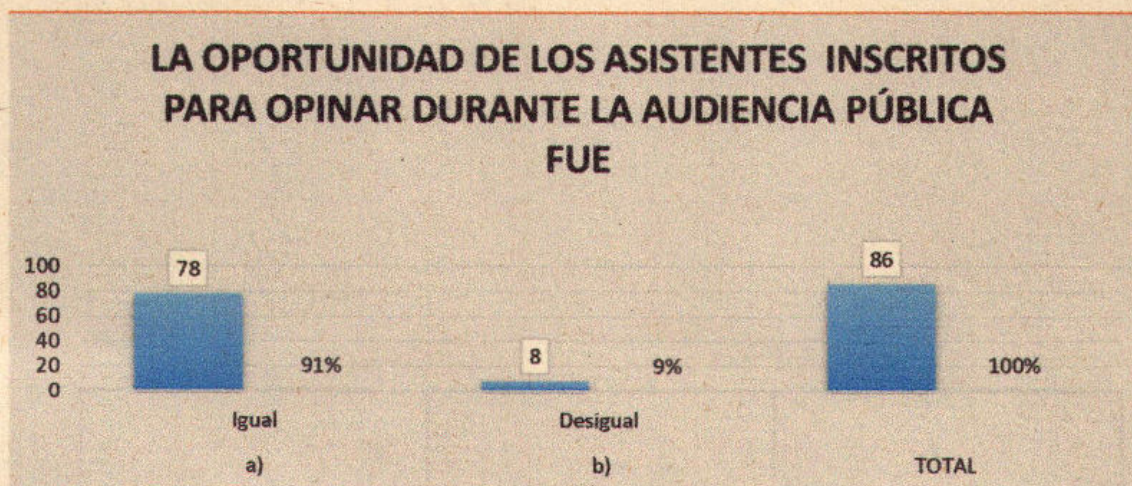 LA OPORTUNIDAD DE LOS ASISTENTES INSCRITOS
PARA OPINAR DURANTE LA AUDIENCIA PÚBLICA
FUE
100
80
60
40
20
0
78
91%
8
9%
86
100%
Igual
Desigual
a)
b)
TOTAL